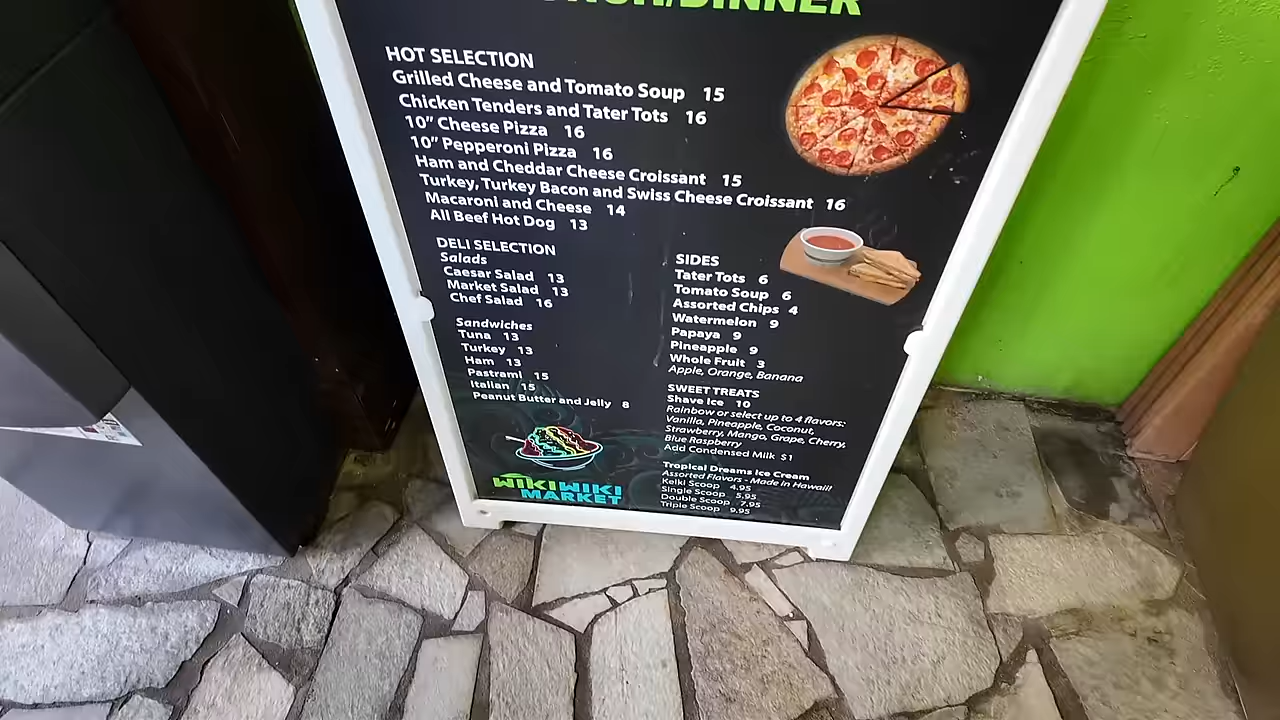 LUNCH/DINNER
HOT SELECTION
Grilled Cheese and Tomato Soup 15
Chicken Tenders and Tater Tots 16
10" Cheese Pizza 16
10" Pepperoni Pizza 16
Ham and Cheddar Cheese Croissant 15
Turkey, Turkey Bacon and Swiss Cheese Croissant 16
Macaroni and Cheese 14
All Beef Hot Dog 13
DELI SELECTION
Salads
Caesar Salad 13
Market Salad 13
Chef Salad 16
Sandwiches
Tuna 13
Turkey 13
Ham 13
Pastrami 15
Italian 15
Peanut Butter and Jelly 8
WIKIWIKI
MARKET
SIDES
Tater Tots 6
Tomato Soup 6
Assorted Chips 4
Watermelon 9
Papaya 9
Pineapple 9
Whole Fruit 3
Apple, Orange, Banana
SWEET TREATS
Shave Ice 10
Rainbow or select up to 4 flavors:
Vanilla, Pineapple, Coconut,
Strawberry, Mango, Grape, Cherry,
Blue Raspberry
Add Condensed Milk $1
Tropical Dreams Ice Cream
Assorted Flavors - Made in Hawaii!
Keiki Scoop 4.95
Single Scoop 5.95
Double Scoop 7.95
Triple Scoop 9.95